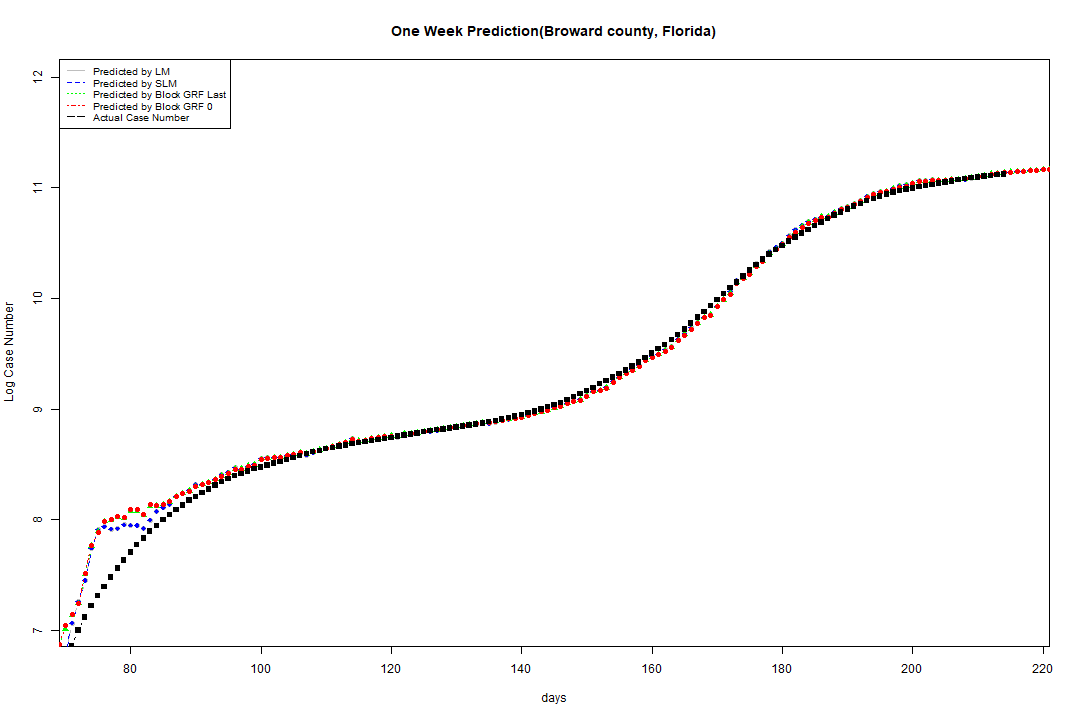 One Week Prediction(Broward county, Florida)
Predicted by LM
Predicted by SLM
Predicted by Block GRF Last
Predicted by Block GRF 0
Actual Case Number
12
11
10
9
8
7
Log Case Number
80 100 120 140 160 180 200 220
days